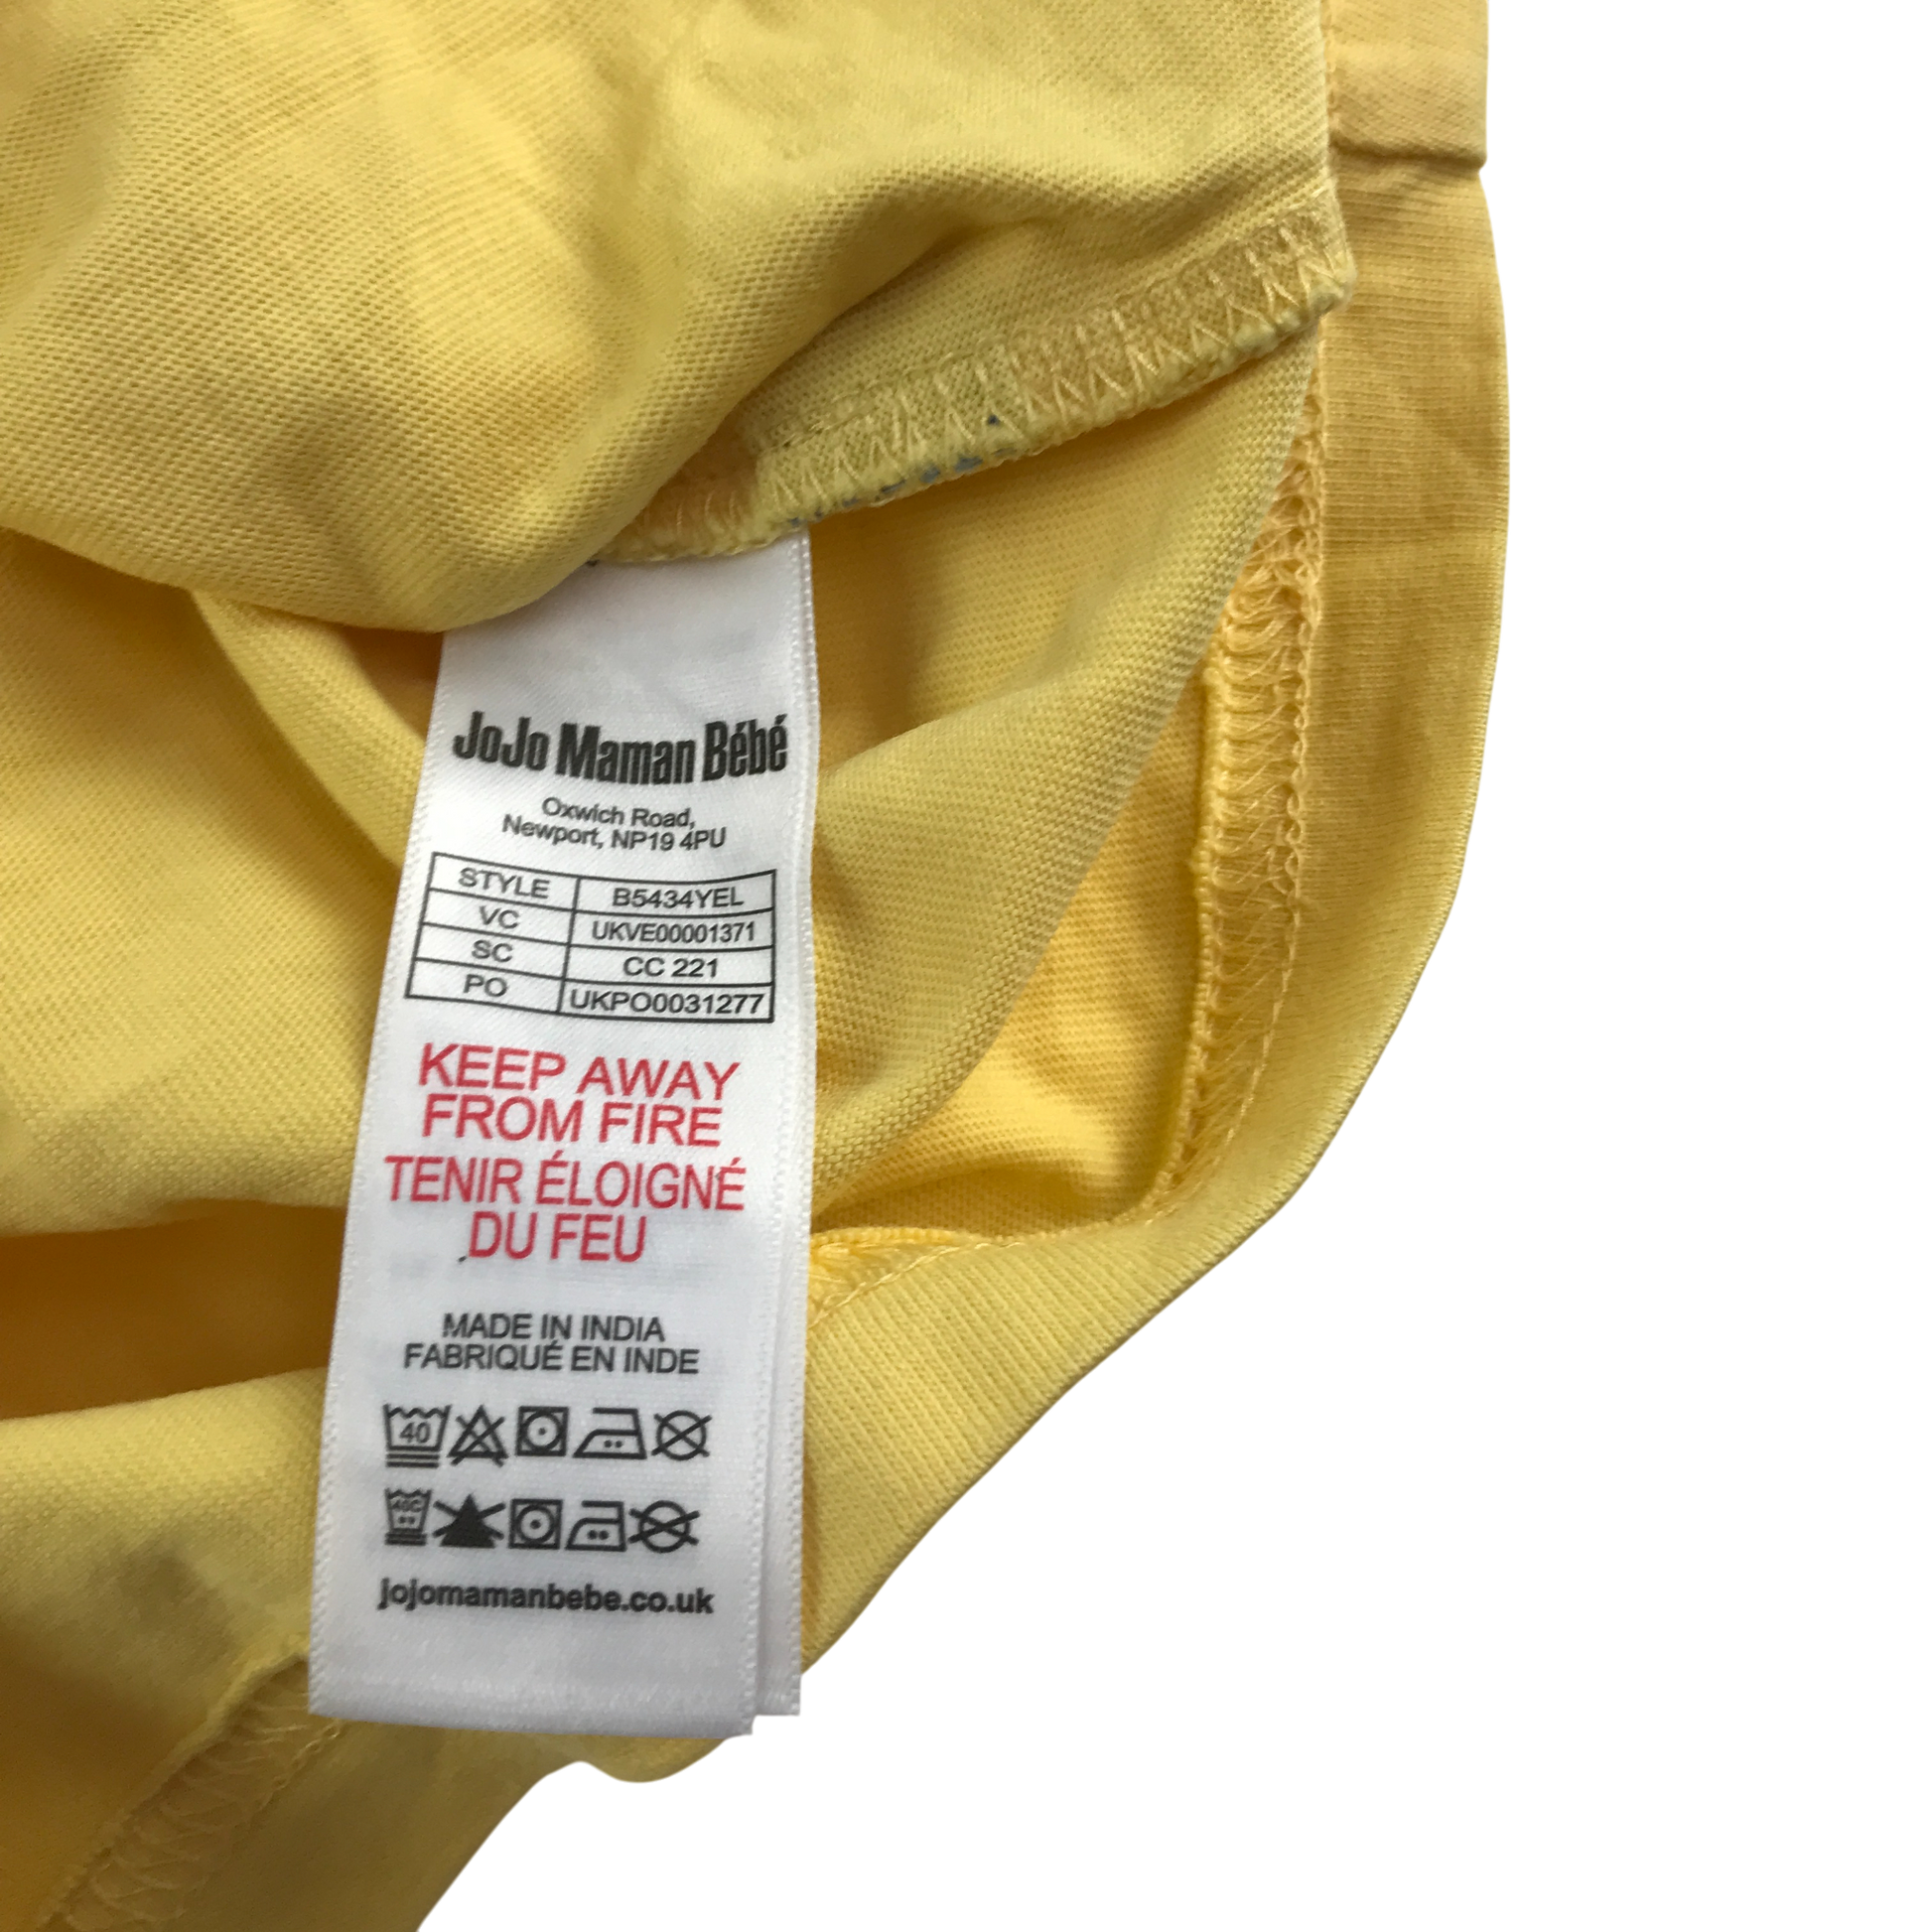 JoJo Maman Bébé
Oxwich Road,
Newport, NP19 4PU
STYLE B5434YEL
VC UKVE00001371
SC CC 221
PO UKPO0031277
KEEP AWAY
FROM FIRE
TENIR ÉLOIGNÉ
DU FEU
MADE IN INDIA
FABRIQUÉ EN INDE
40
40C
jojomamanbebe.co.uk